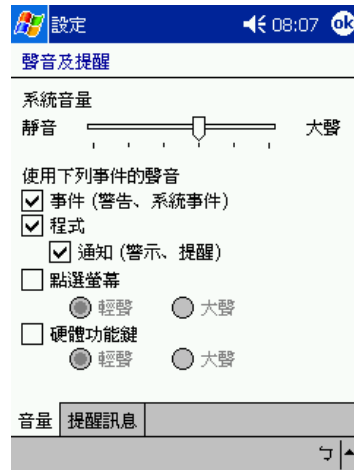 設定 08:07 ok
聲音及提醒
系統音量
靜音 大聲
使用下列事件的聲音
事件 (警告、系統事件)
程式
通知 (警示、提醒)
點選螢幕
輕聲 大聲
硬體功能鍵
輕聲 大聲
音量 提醒訊息
ㄅ